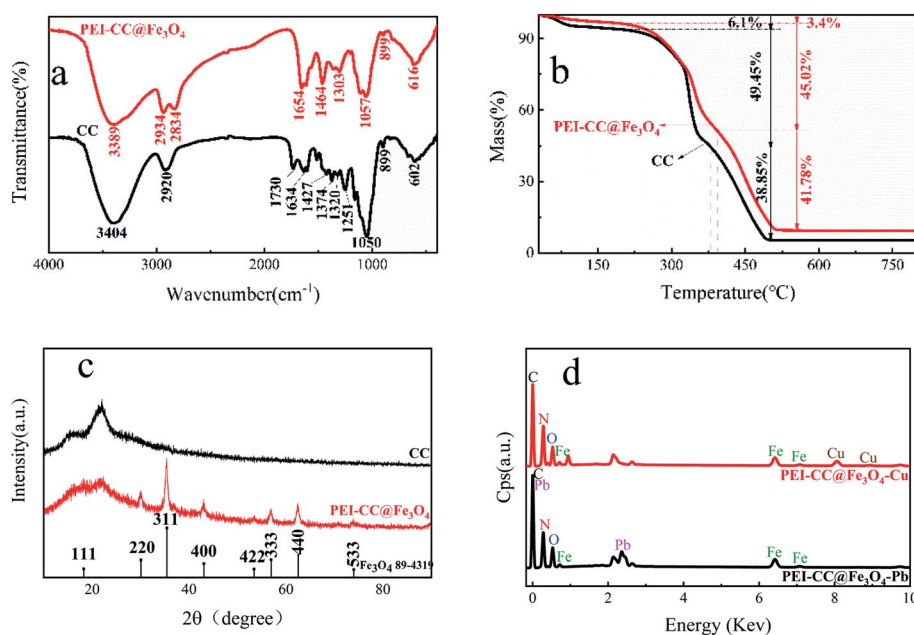 PEI-CC@Fe₃O₄
a
899
1654
1464
1303
1057
616
3389
2934
2834
CC
899
2920
1730
1634
1427
1374
1320
1251
602
3404
1050
Transmittance(%)
4000 3000 2000 1000
Wavenumber(cm⁻¹)
b
6.1%
3.4%
49.45%
45.02%
PEI-CC@Fe₃O₄
CC
38.85%
41.78%
Mass(%)
90
60
30
0
150 300 450 600 750
Temperature(℃)
c
CC
PEI-CC@Fe₃O₄
311
111
220
400
422
333
440
533
Fe₃O₄ 89-4319
Intensity(a.u.)
20 40 60 80
2θ（degree）
d
C
N
O
Fe
Fe
Fe
Cu
Cu
PEI-CC@Fe₃O₄-Cu
C
Pb
N
O
Fe
Pb
Fe
Fe
PEI-CC@Fe₃O₄-Pb
Cps(a.u.)
0 2 4 6 8 10
Energy (Kev)